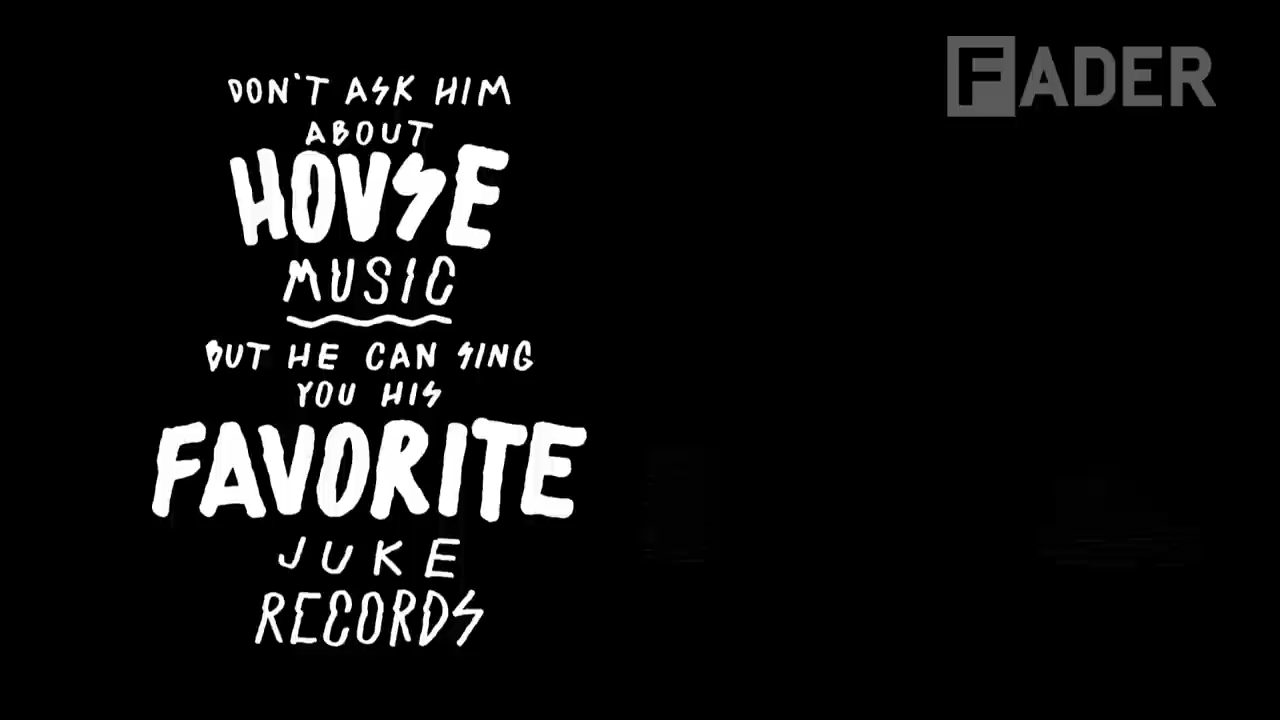 DON'T ASK HIM
ABOUT
HOUSE
MUSIC
BUT HE CAN SING
YOU HIS
FAVORITE
JUKE
RECORDS
FADER